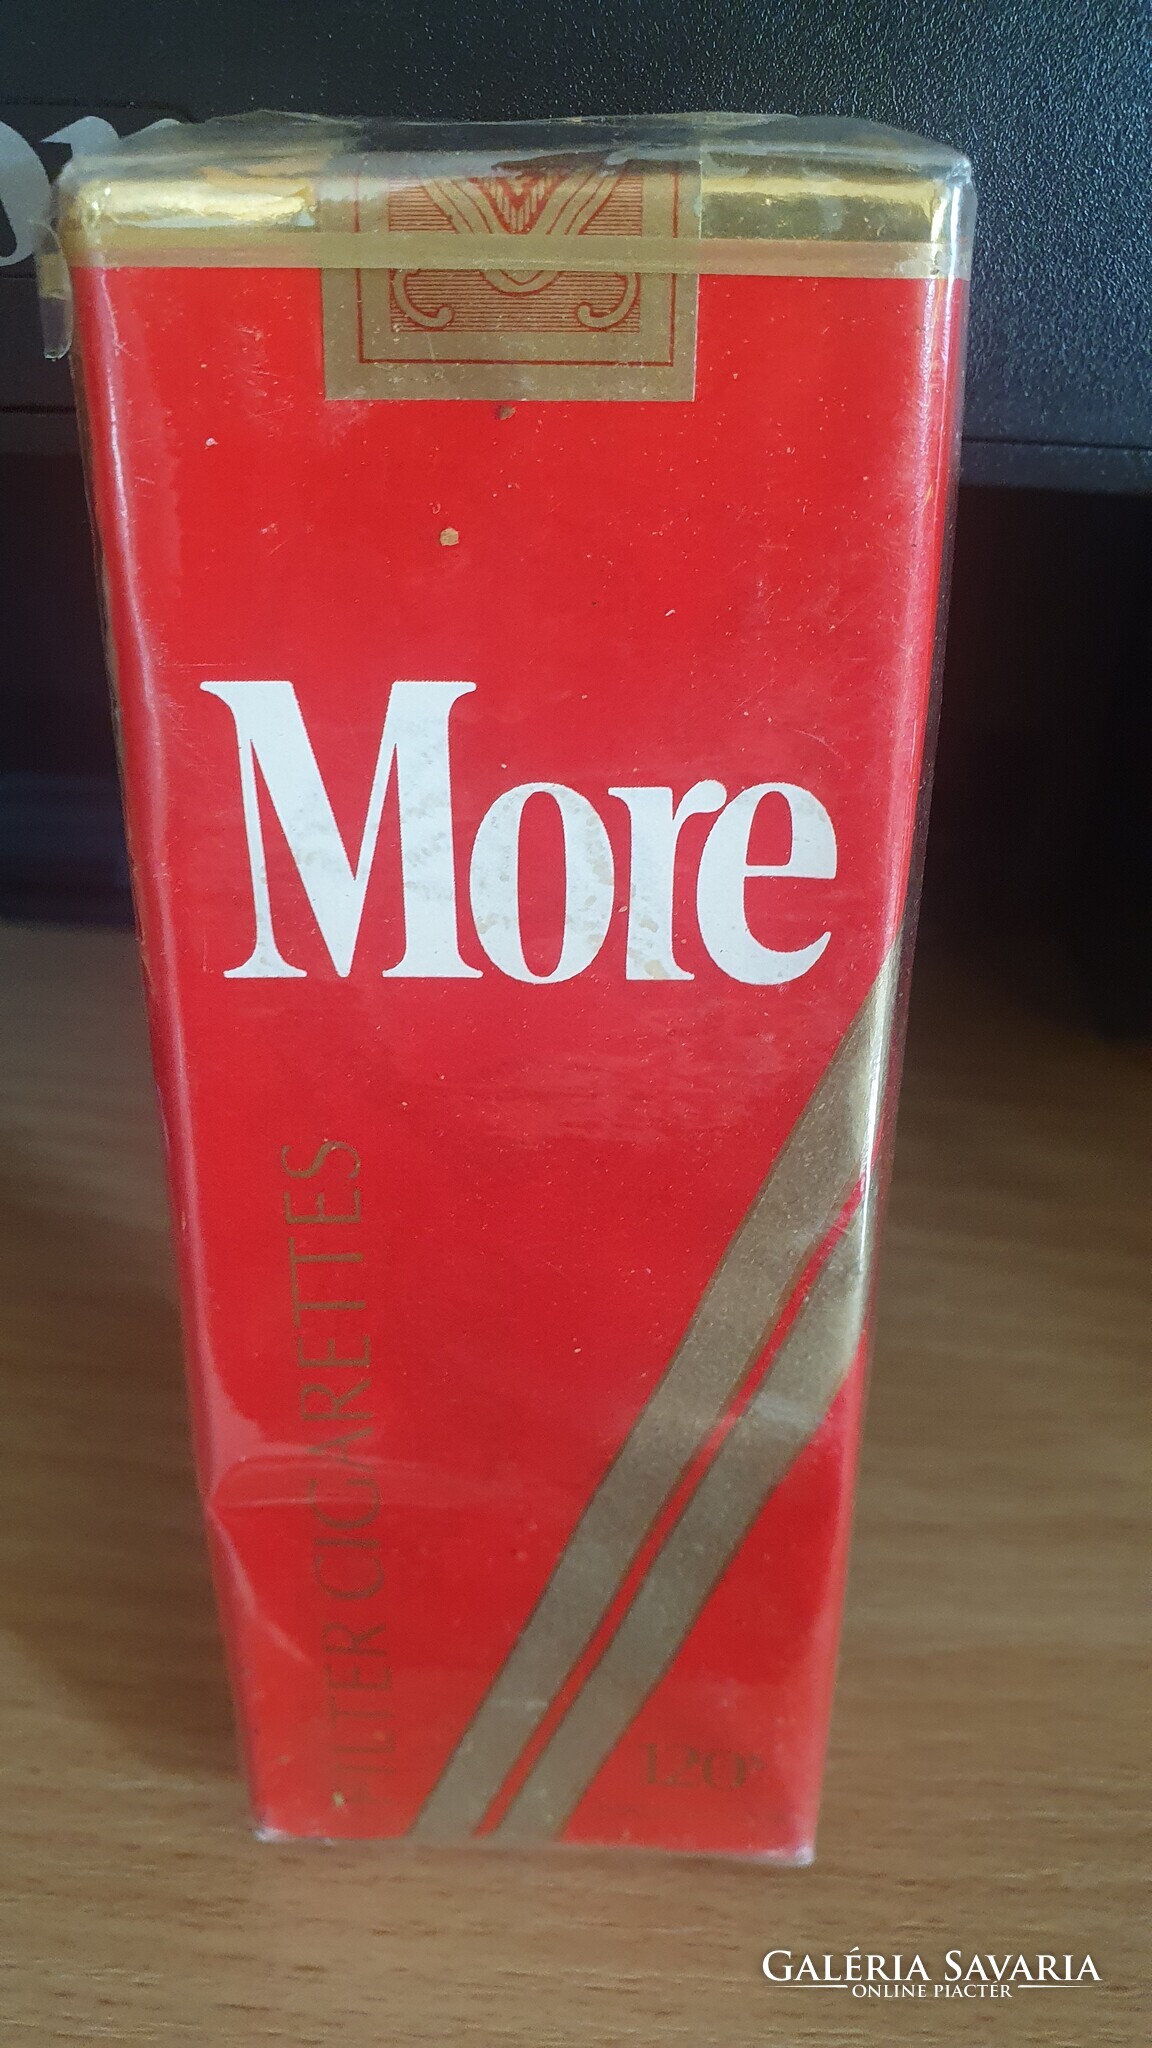 More
FILTER CIGARETTES
120's
GALÉRIA SAVARIA
ONLINE PIACTÉR